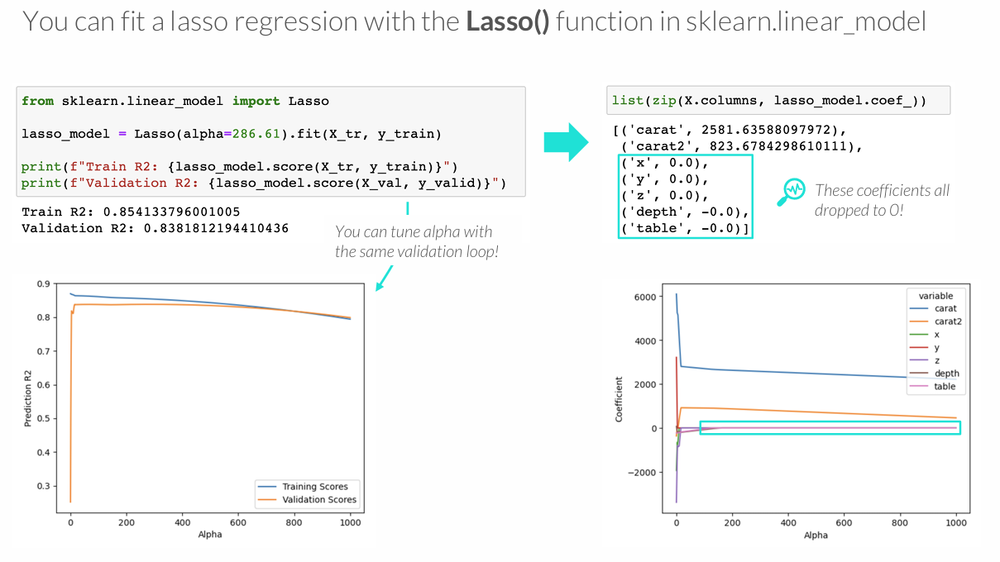 You can fit a lasso regression with the Lasso() function in sklearn.linear_model
from sklearn.linear_model import Lasso
lasso_model = Lasso(alpha=286.61).fit(X_tr, y_train)
print(f"Train R2: {lasso_model.score(X_tr, y_train)}")
print(f"Validation R2: {lasso_model.score(X_val, y_valid)}")
Train R2: 0.854133796001005
Validation R2: 0.8381812194410436
You can tune alpha with
the same validation loop!
list(zip(X.columns, lasso_model.coef_))
[('carat', 2581.63588097972),
('carat2', 823.6784298610111),
('x', 0.0),
('y', 0.0),
('z', 0.0),
('depth', -0.0),
('table', -0.0)]
These coefficients all
dropped to 0!
0.9
0.8
0.7
0.6
0.5
0.4
0.3
Prediction R2
Training Scores
Validation Scores
0 200 400 600 800 1000
Alpha
6000
4000
2000
0
−2000
Coefficient
variable
carat
carat2
x
y
z
depth
table
0 200 400 600 800 1000
Alpha